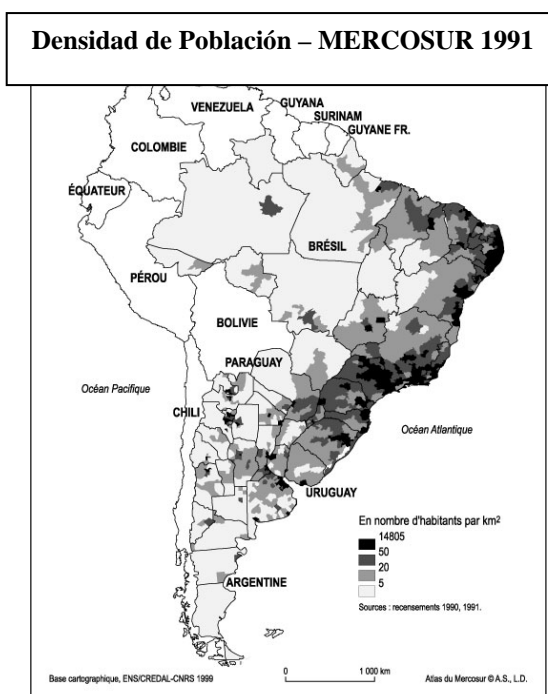 Densidad de Población – MERCOSUR 1991
VENEZUELA
GUYANA
SURINAM
GUYANE FR.
COLOMBIE
ÉQUATEUR
BRÉSIL
PÉROU
BOLIVIE
PARAGUAY
Océan Pacifique
CHILI
Océan Atlantique
URUGUAY
En nombre d'habitants par km²
14805
50
20
5
ARGENTINE
Sources : recensements 1990, 1991.
Base cartographique, ENS/CREDAL-CNRS 1999
0 1 000 km
Atlas du Mercosur © A.S., L.D.